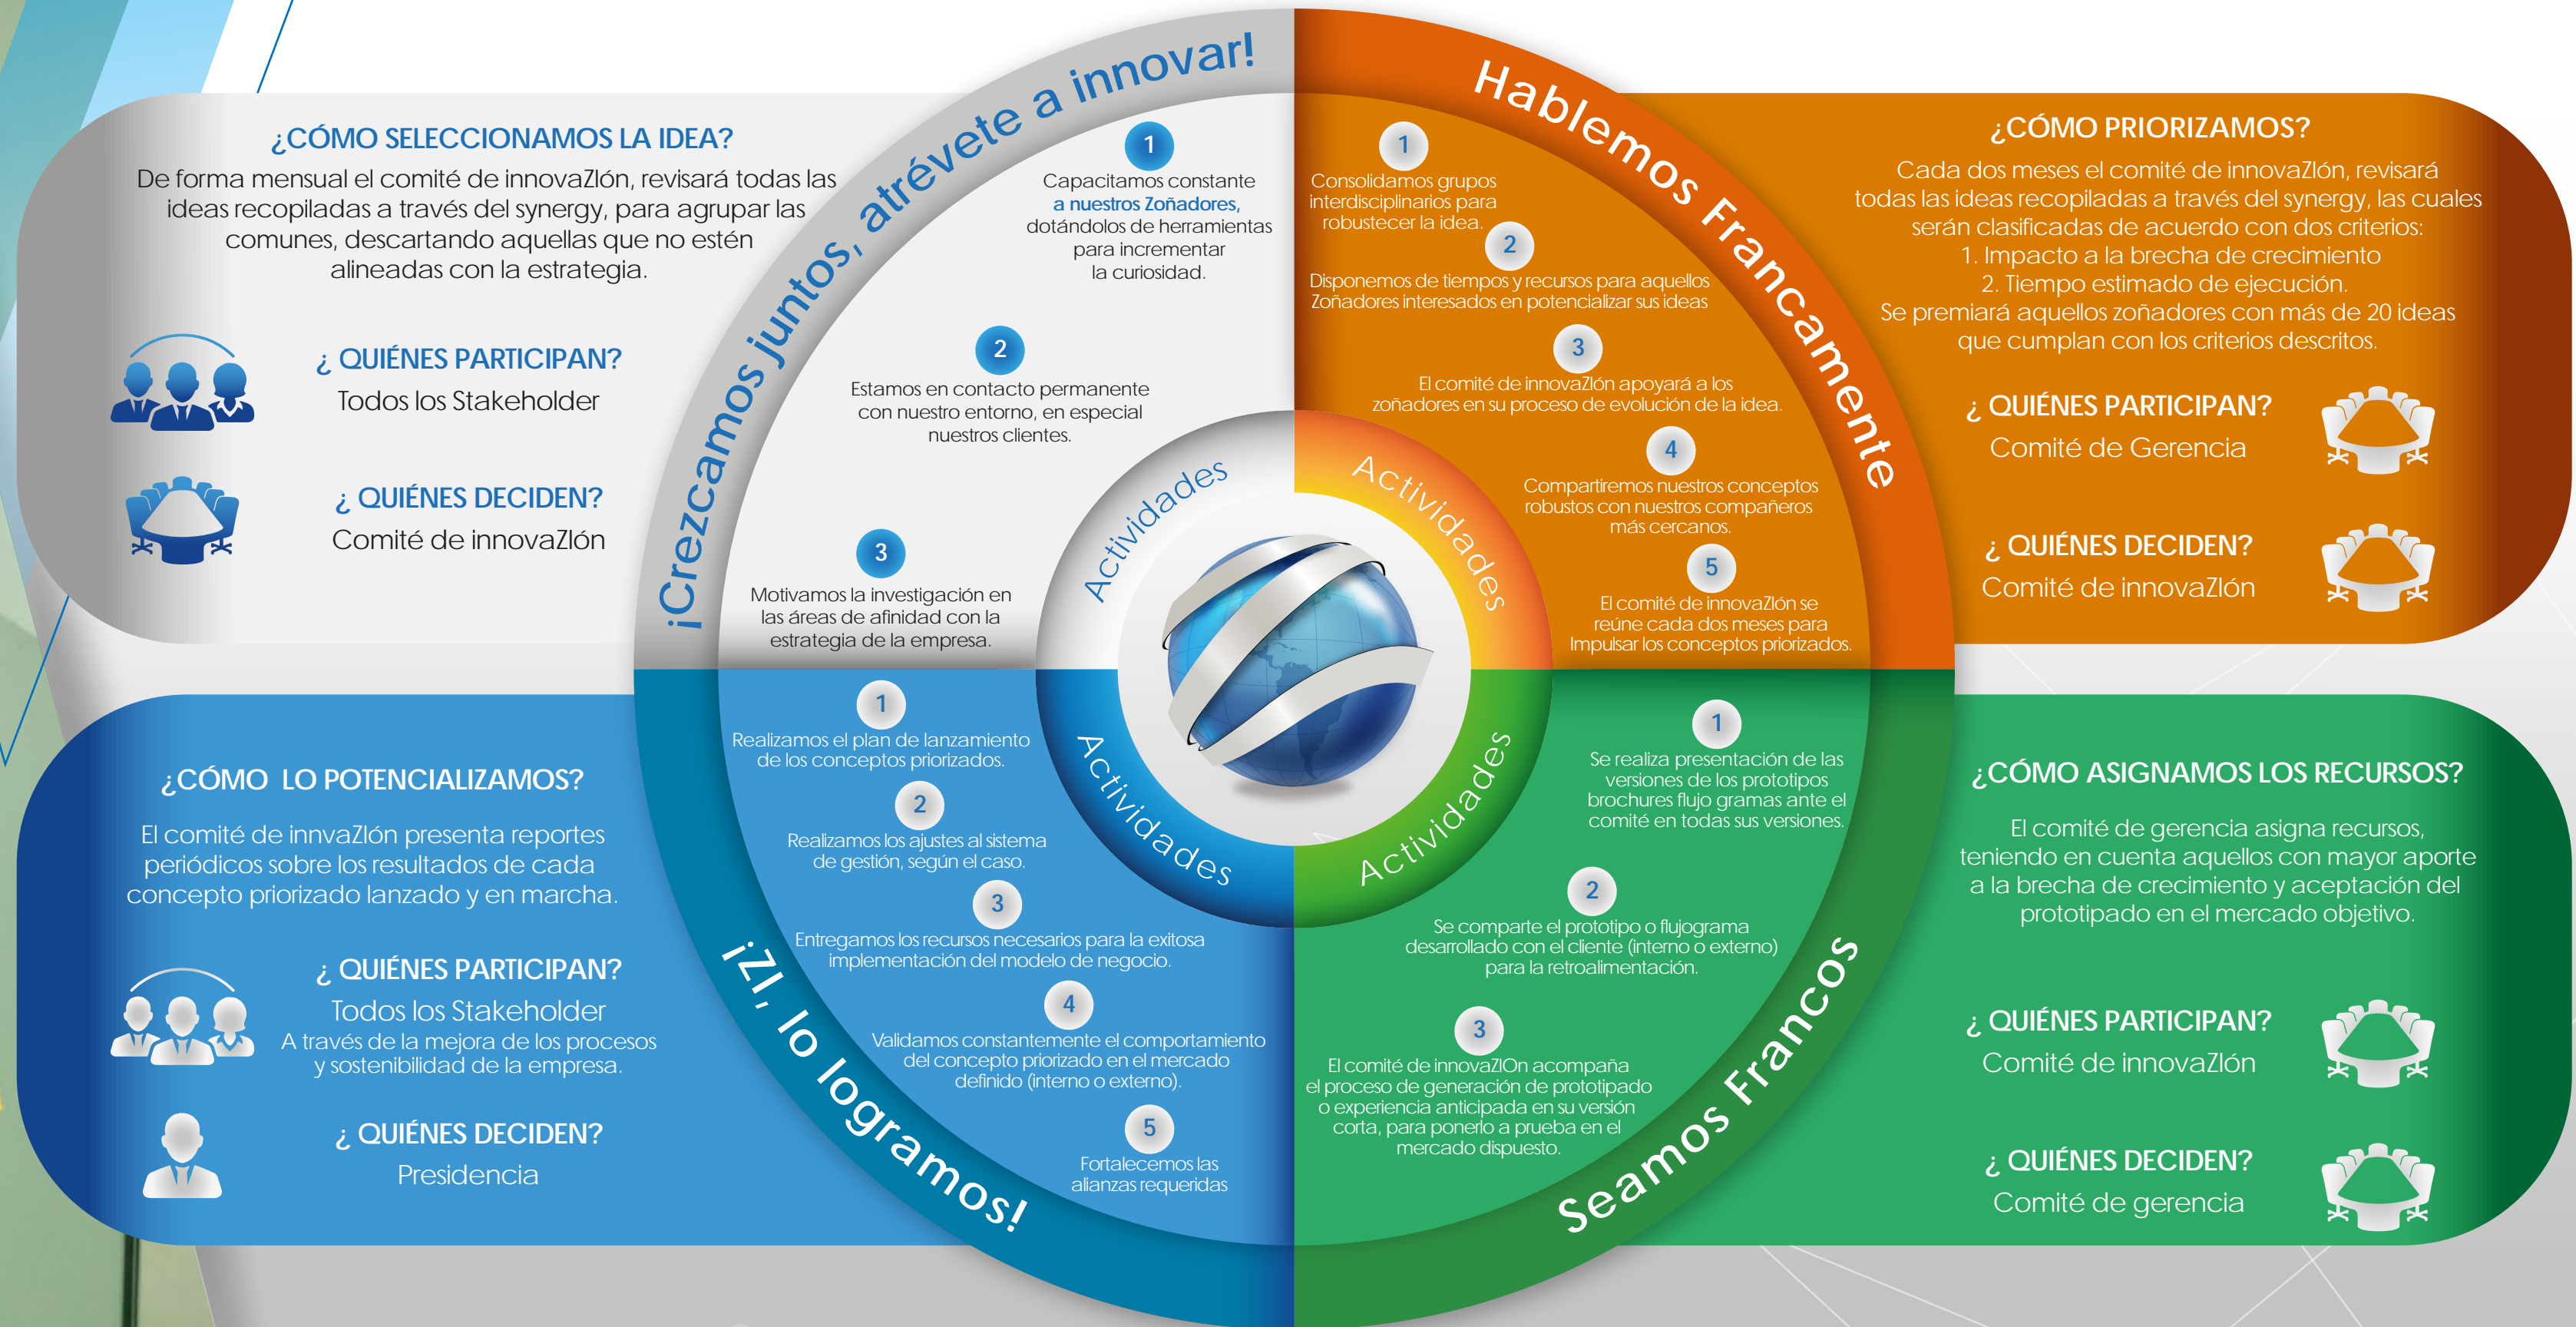 ¡Crezcamos juntos, atrévete a innovar!
¿CÓMO SELECCIONAMOS LA IDEA?
De forma mensual el comité de innovaZIón, revisará todas las
ideas recopiladas a través del synergy, para agrupar las
comunes, descartando aquellas que no estén
alineadas con la estrategia.
¿ QUIÉNES PARTICIPAN?
Todos los Stakeholder
¿ QUIÉNES DECIDEN?
Comité de innovaZIón
Actividades
1
Capacitamos constante
a nuestros Zoñadores,
dotándolos de herramientas
para incrementar
la curiosidad.
2
Estamos en contacto permanente
con nuestro entorno, en especial
nuestros clientes.
3
Motivamos la investigación en
las áreas de afinidad con la
estrategia de la empresa.
Hablemos Francamente
Actividades
1
Consolidamos grupos
interdisciplinarios para
robustecer la idea.
2
Disponemos de tiempos y recursos para aquellos
Zoñadores interesados en potencializar sus ideas
3
El comité de innovaZIón apoyará a los
zoñadores en su proceso de evolución de la idea.
4
Compartiremos nuestros conceptos
robustos con nuestros compañeros
más cercanos.
5
El comité de innovaZIón se
reúne cada dos meses para
Impulsar los conceptos priorizados.
¿CÓMO PRIORIZAMOS?
Cada dos meses el comité de innovaZIón, revisará
todas las ideas recopiladas a través del synergy, las cuales
serán clasificadas de acuerdo con dos criterios:
1. Impacto a la brecha de crecimiento
2. Tiempo estimado de ejecución.
Se premiará aquellos zoñadores con más de 20 ideas
que cumplan con los criterios descritos.
¿ QUIÉNES PARTICIPAN?
Comité de Gerencia
¿ QUIÉNES DECIDEN?
Comité de innovaZIón
¿CÓMO LO POTENCIALIZAMOS?
El comité de innvaZIón presenta reportes
periódicos sobre los resultados de cada
concepto priorizado lanzado y en marcha.
¿ QUIÉNES PARTICIPAN?
Todos los Stakeholder
A través de la mejora de los procesos
y sostenibilidad de la empresa.
¿ QUIÉNES DECIDEN?
Presidencia
¡ZI, lo logramos!
Actividades
1
Realizamos el plan de lanzamiento
de los conceptos priorizados.
2
Realizamos los ajustes al sistema
de gestión, según el caso.
3
Entregamos los recursos necesarios para la exitosa
implementación del modelo de negocio.
4
Validamos constantemente el comportamiento
del concepto priorizado en el mercado
definido (interno o externo).
5
Fortalecemos las
alianzas requeridas
Seamos Francos
Actividades
1
Se realiza presentación de las
versiones de los prototipos
brochures flujo gramas ante el
comité en todas sus versiones.
2
Se comparte el prototipo o flujograma
desarrollado con el cliente (interno o externo)
para la retroalimentación.
3
El comité de innovaZIOn acompaña
el proceso de generación de prototipado
o experiencia anticipada en su versión
corta, para ponerlo a prueba en el
mercado dispuesto.
¿CÓMO ASIGNAMOS LOS RECURSOS?
El comité de gerencia asigna recursos,
teniendo en cuenta aquellos con mayor aporte
a la brecha de crecimiento y aceptación del
prototipado en el mercado objetivo.
¿ QUIÉNES PARTICIPAN?
Comité de innovaZIón
¿ QUIÉNES DECIDEN?
Comité de gerencia